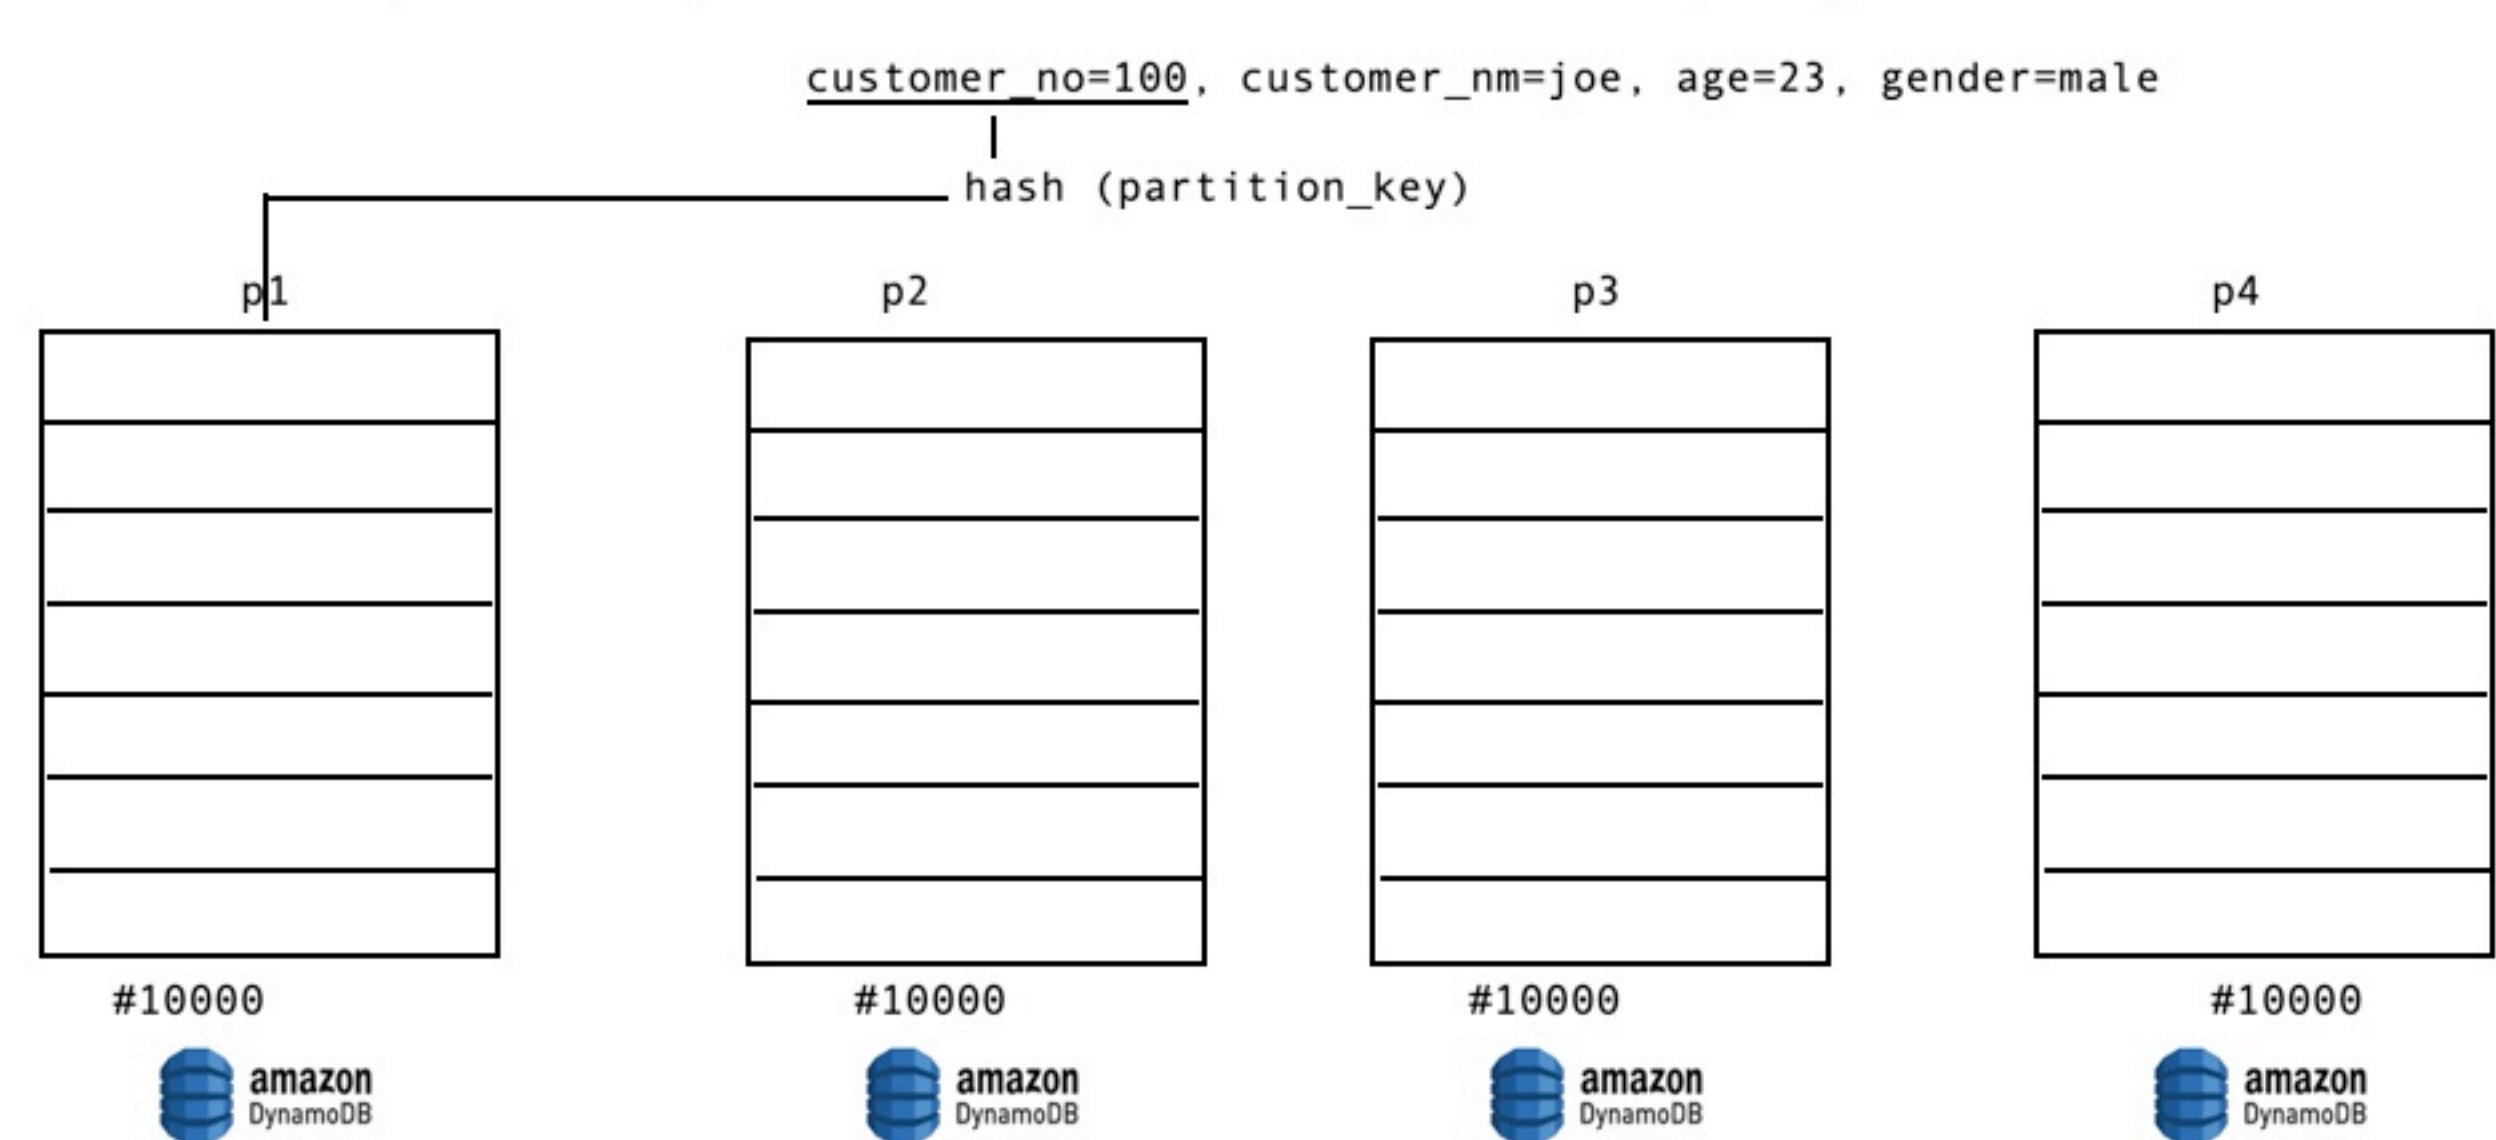 customer_no=100, customer_nm=joe, age=23, gender=male
hash (partition_key)
p1
p2
p3
p4
#10000
#10000
#10000
#10000
amazon
DynamoDB
amazon
DynamoDB
amazon
DynamoDB
amazon
DynamoDB